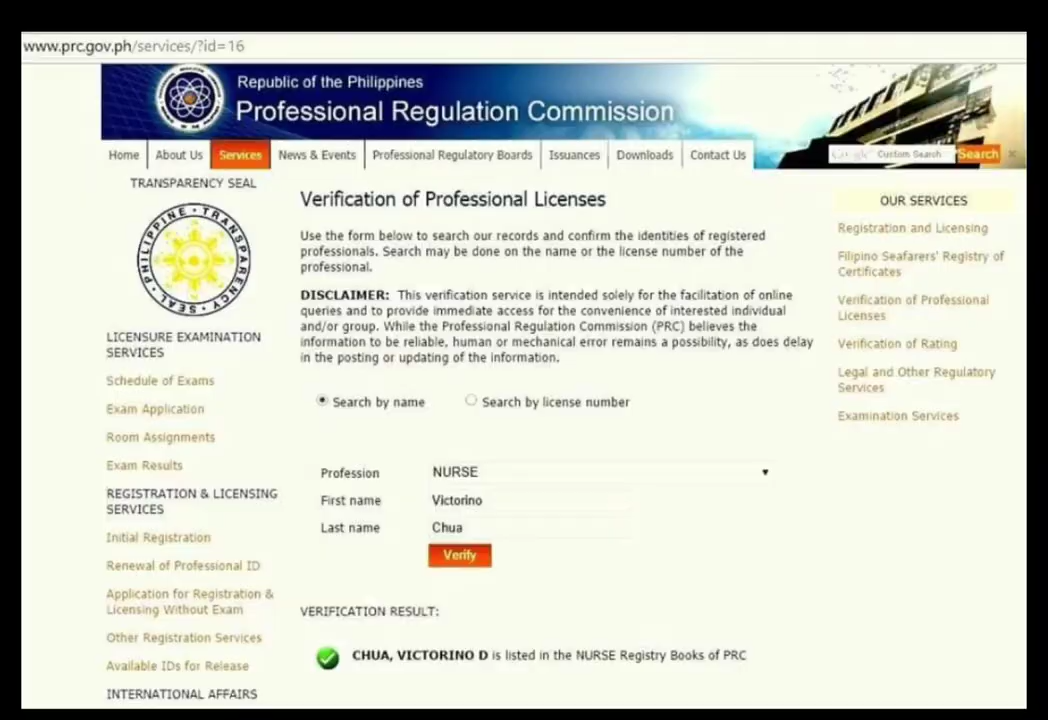 www.prc.gov.ph/services/?id=16
Republic of the Philippines
Professional Regulation Commission
Home
About Us
Services
News & Events
Professional Regulatory Boards
Issuances
Downloads
Contact Us
Custom Search
Search
×
TRANSPARENCY SEAL
PHILIPPINE • TRANSPARENCY SEAL •
LICENSURE EXAMINATION
SERVICES
Schedule of Exams
Exam Application
Room Assignments
Exam Results
REGISTRATION & LICENSING
SERVICES
Initial Registration
Renewal of Professional ID
Application for Registration &
Licensing Without Exam
Other Registration Services
Available IDs for Release
INTERNATIONAL AFFAIRS
Verification of Professional Licenses
Use the form below to search our records and confirm the identities of registered
professionals. Search may be done on the name or the license number of the
professional.
DISCLAIMER: This verification service is intended solely for the facilitation of online
queries and to provide immediate access for the convenience of interested individual
and/or group. While the Professional Regulation Commission (PRC) believes the
information to be reliable, human or mechanical error remains a possibility, as does delay
in the posting or updating of the information.
Search by name
Search by license number
Profession
NURSE
First name
Victorino
Last name
Chua
Verify
VERIFICATION RESULT:
CHUA, VICTORINO D is listed in the NURSE Registry Books of PRC
OUR SERVICES
Registration and Licensing
Filipino Seafarers' Registry of
Certificates
Verification of Professional
Licenses
Verification of Rating
Legal and Other Regulatory
Services
Examination Services